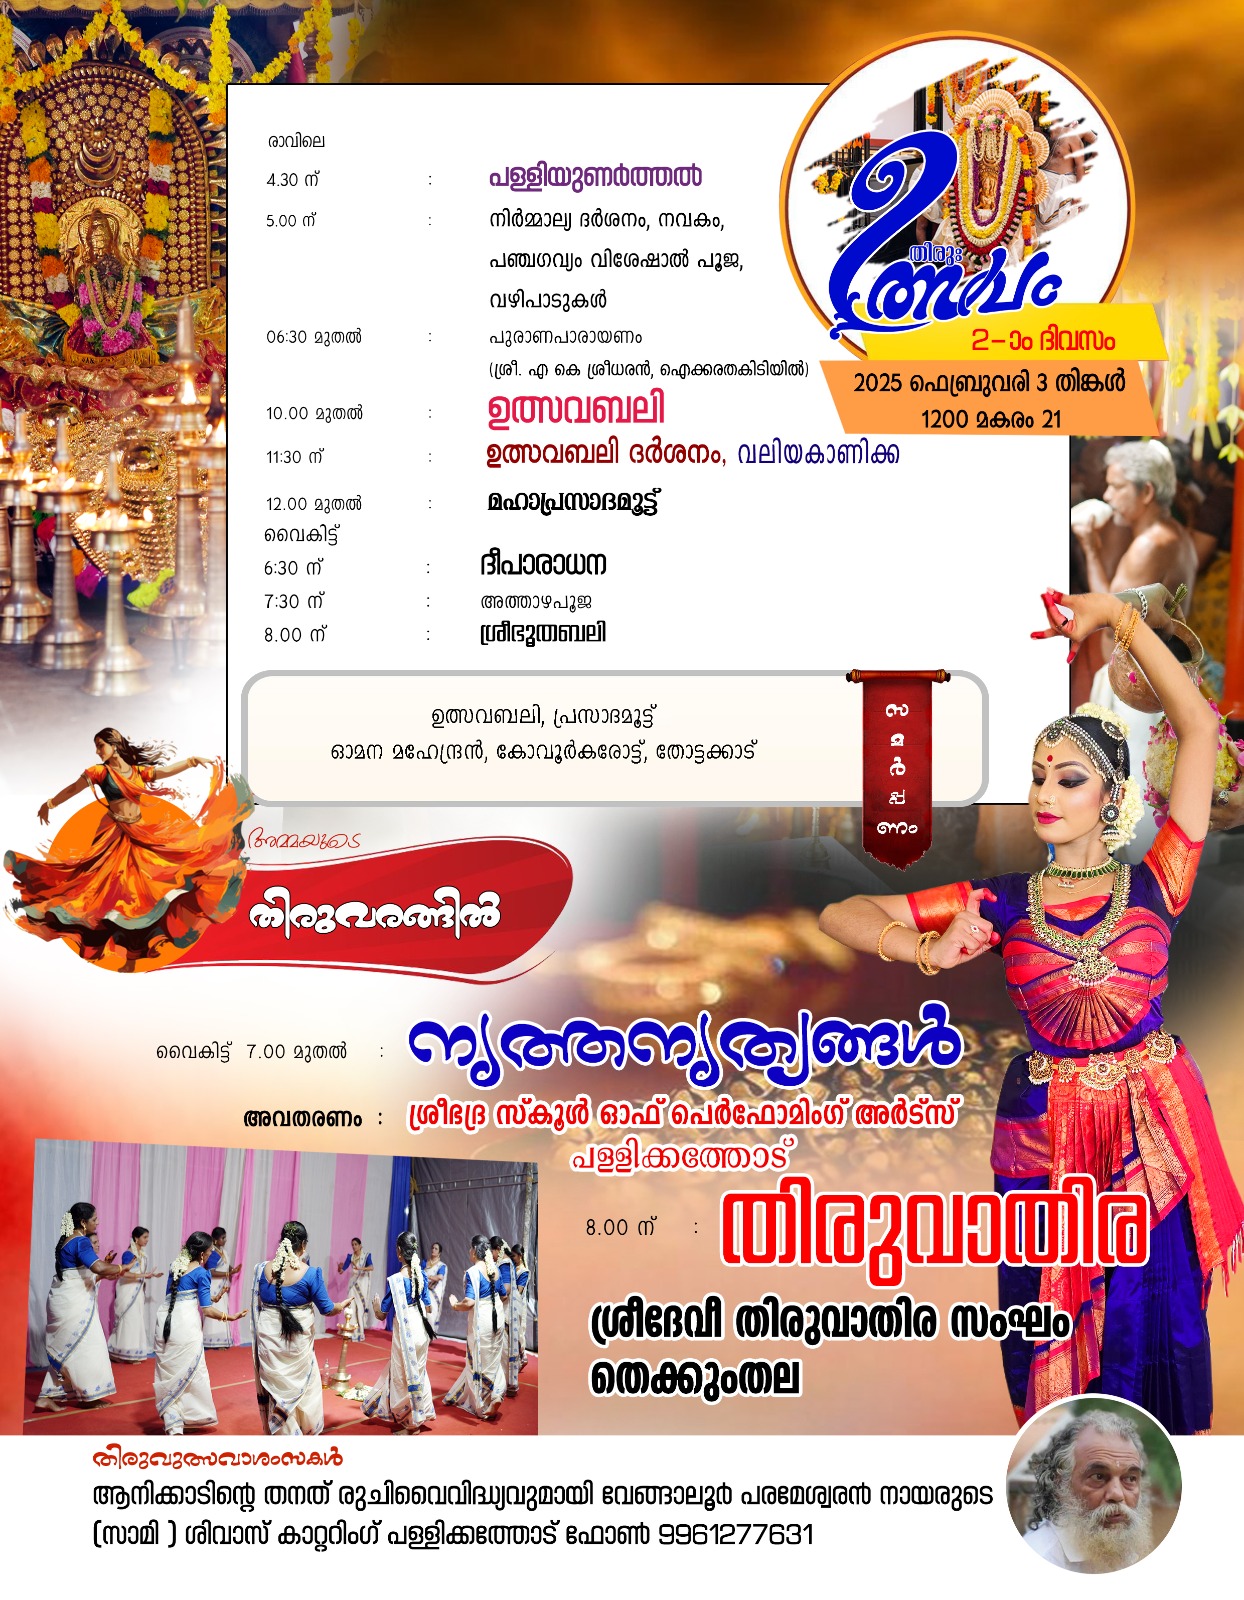 രാവിലെ
4.30 ന് : പള്ളിയുണർത്തൽ
5.00 ന് : നിർമ്മാല്യ ദർശനം, നവകം,
പഞ്ചഗവ്യം വിശേഷാൽ പൂജ,
വഴിപാടുകൾ
06:30 മുതൽ : പുരാണപാരായണം
(ശ്രീ. എ കെ ശ്രീധരൻ, ഐക്കരതകിടിയിൽ)
10.00 മുതൽ : ഉത്സവബലി
11:30 ന് : ഉത്സവബലി ദർശനം, വലിയകാണിക്ക
12.00 മുതൽ : മഹാപ്രസാദമൂട്ട്
വൈകിട്ട്
6:30 ന് : ദീപാരാധന
7:30 ന് : അത്താഴപൂജ
8.00 ന് : ശ്രീഭൂതബലി
തിരുഃ
ഉത്സവം
2-ാം ദിവസം
2025 ഫെബ്രുവരി 3 തിങ്കൾ
1200 മകരം 21
ഉത്സവബലി, പ്രസാദമൂട്ട്
ഓമന മഹേന്ദ്രൻ, കോവൂർകരോട്ട്, തോട്ടക്കാട്
സമർപ്പണം
അമ്മയുടെ
തിരുവരങ്ങിൽ
വൈകിട്ട് 7.00 മുതൽ : നൃത്തനൃത്യങ്ങൾ
അവതരണം : ശ്രീഭദ്ര സ്കൂൾ ഓഫ് പെർഫോമിംഗ് അർട്സ്
പള്ളിക്കത്തോട്
8.00 ന് : തിരുവാതിര
ശ്രീദേവീ തിരുവാതിര സംഘം
തെക്കുംതല
തിരുവുത്സവാശംസകൾ
ആനിക്കാടിന്റെ തനത് രുചിവൈവിദ്ധ്യവുമായി വേങ്ങാലൂർ പരമേശ്വരൻ നായരുടെ
(സാമി ) ശിവാസ് കാറ്ററിംഗ് പള്ളിക്കത്തോട് ഫോൺ 9961277631